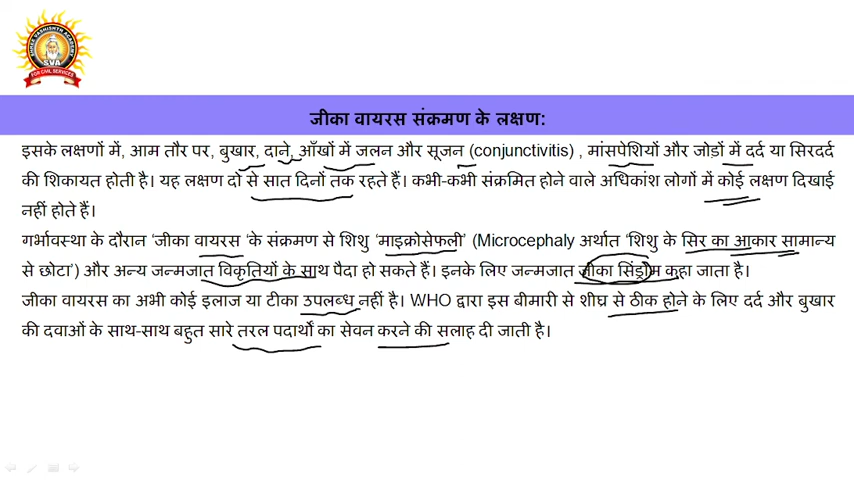 SHREE VASHISHTH ACADEMY
SVA
FOR CIVIL SERVICES
जीका वायरस संक्रमण के लक्षण:
इसके लक्षणों में, आम तौर पर, बुखार, दाने, आँखों में जलन और सूजन (conjunctivitis) , मांसपेशियों और जोड़ों में दर्द या सिरदर्द
की शिकायत होती है। यह लक्षण दो से सात दिनों तक रहते हैं। कभी-कभी संक्रमित होने वाले अधिकांश लोगों में कोई लक्षण दिखाई
नहीं होते हैं।
गर्भावस्था के दौरान ‘जीका वायरस ‘के संक्रमण से शिशु ‘माइक्रोसेफली’ (Microcephaly अर्थात ‘शिशु के सिर का आकार सामान्य
से छोटा’) और अन्य जन्मजात विकृतियों के साथ पैदा हो सकते हैं। इनके लिए जन्मजात जीका सिंड्रोम कहा जाता है।
जीका वायरस का अभी कोई इलाज या टीका उपलब्ध नहीं है। WHO द्वारा इस बीमारी से शीघ्र से ठीक होने के लिए दर्द और बुखार
की दवाओं के साथ-साथ बहुत सारे तरल पदार्थों का सेवन करने की सलाह दी जाती है।